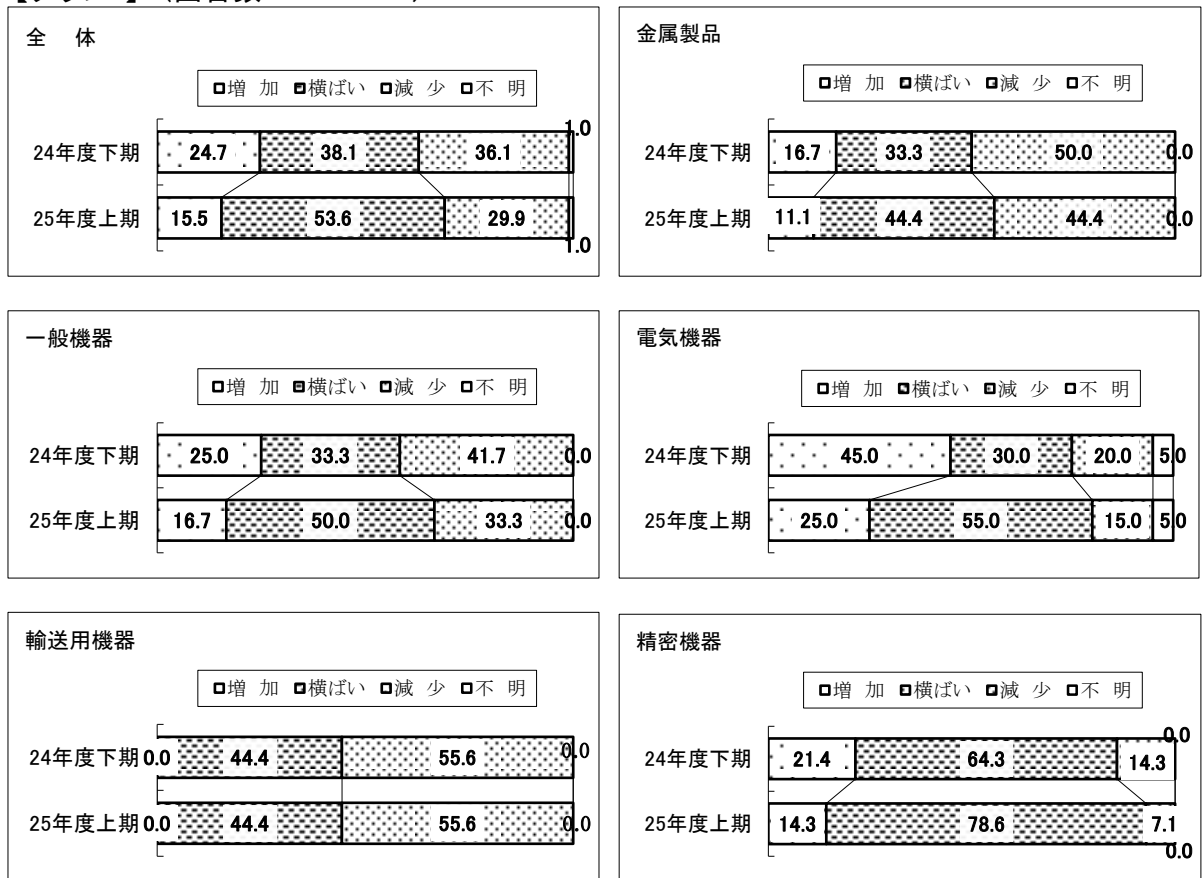 全 体
□増 加 □横ばい □減 少 □不 明
1.0
24年度下期 24.7 38.1 36.1
25年度上期 15.5 53.6 29.9
1.0
金属製品
□増 加 □横ばい □減 少 □不 明
24年度下期 16.7 33.3 50.0 0.0
25年度上期 11.1 44.4 44.4 0.0
一般機器
□増 加 □横ばい □減 少 □不 明
24年度下期 25.0 33.3 41.7 0.0
25年度上期 16.7 50.0 33.3 0.0
電気機器
□増 加 □横ばい □減 少 □不 明
24年度下期 45.0 30.0 20.0 5.0
25年度上期 25.0 55.0 15.0 5.0
輸送用機器
□増 加 □横ばい □減 少 □不 明
24年度下期 0.0 44.4 55.6 0.0
25年度上期 0.0 44.4 55.6 0.0
精密機器
□増 加 □横ばい □減 少 □不 明
0.0
24年度下期 21.4 64.3 14.3
25年度上期 14.3 78.6 7.1
0.0